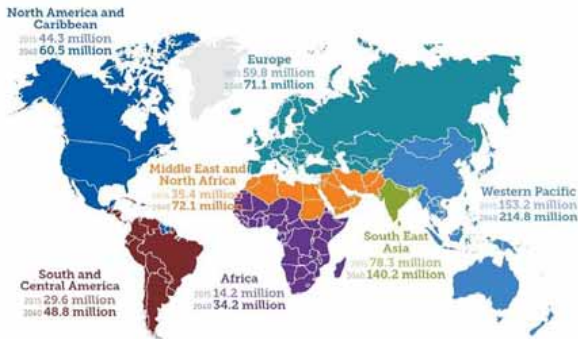 North America and
Caribbean
2015 44.3 million
2040 60.5 million
Europe
2015 59.8 million
2040 71.1 million
Middle East and
North Africa
2015 35.4 million
2040 72.1 million
Western Pacific
2015 153.2 million
2040 214.8 million
South East
Asia
2015 78.3 million
2040 140.2 million
South and
Central America
2015 29.6 million
2040 48.8 million
Africa
2015 14.2 million
2040 34.2 million